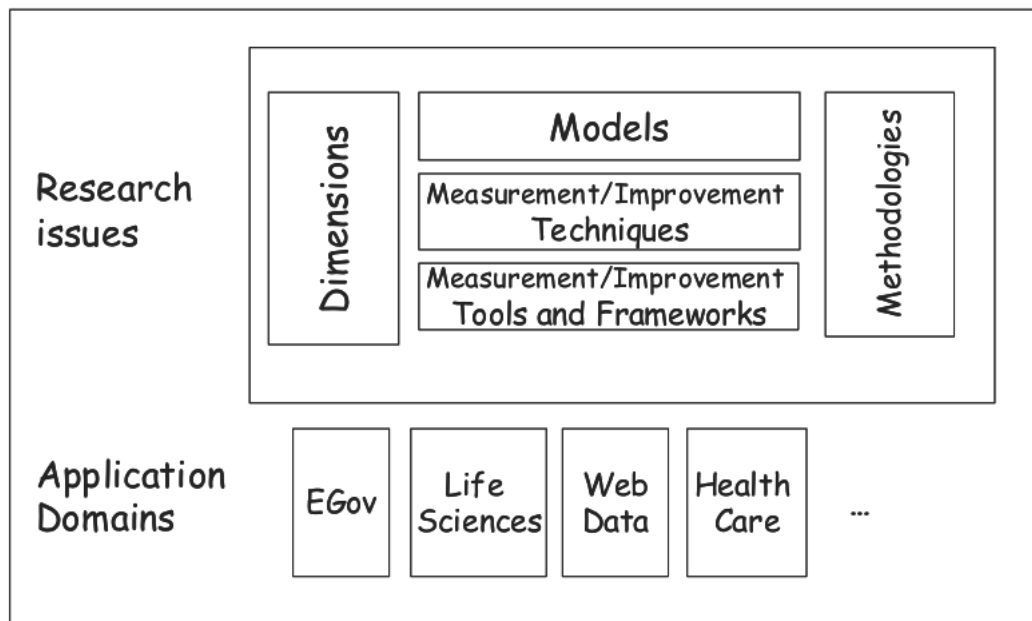 Research
issues
Dimensions
Models
Measurement/Improvement
Techniques
Measurement/Improvement
Tools and Frameworks
Methodologies
Application
Domains
EGov
Life
Sciences
Web
Data
Health
Care
...